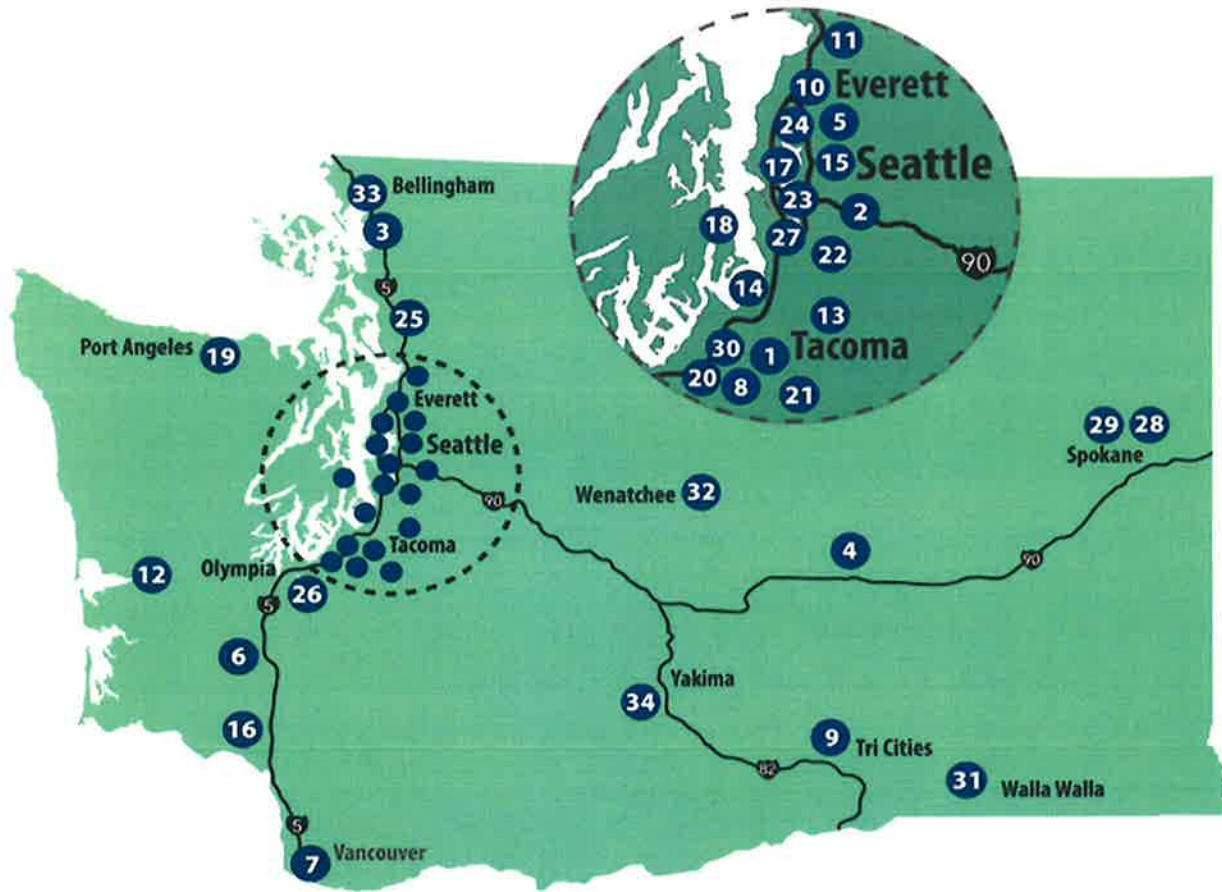 11
10 Everett
24 5
17 15 Seattle
33 Bellingham
23 2
3 18 27 22
90
5 14
25 13
Port Angeles 19
30 1 Tacoma
20 8 21
Everett
29 28
Seattle
Spokane
Wenatchee 32
90
4
Tacoma
90
Olympia
12
26
5
6
Yakima
34
16
9
Tri Cities
82
31 Walla Walla
5
7 Vancouver